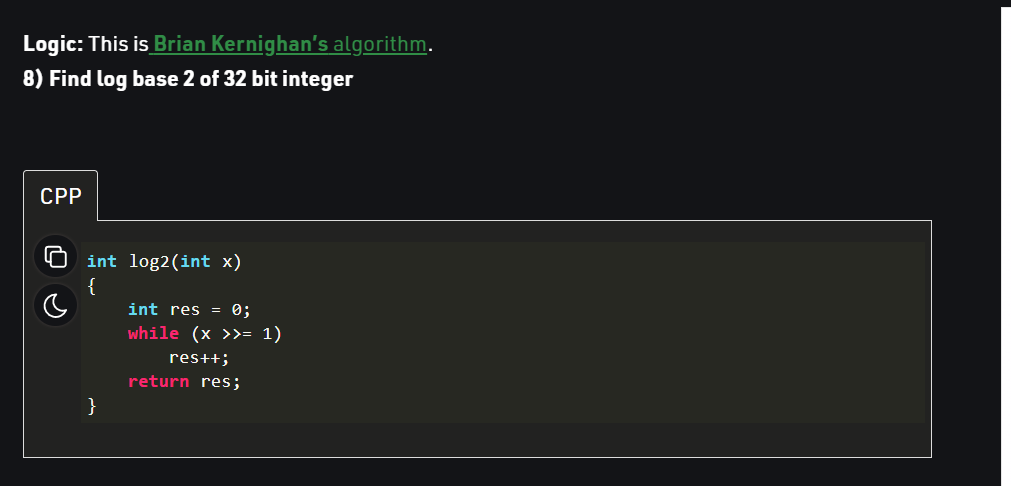 Logic: This is Brian Kernighan’s algorithm.
8) Find log base 2 of 32 bit integer
CPP
int log2(int x)
{
    int res = 0;
    while (x >>= 1)
        res++;
    return res;
}